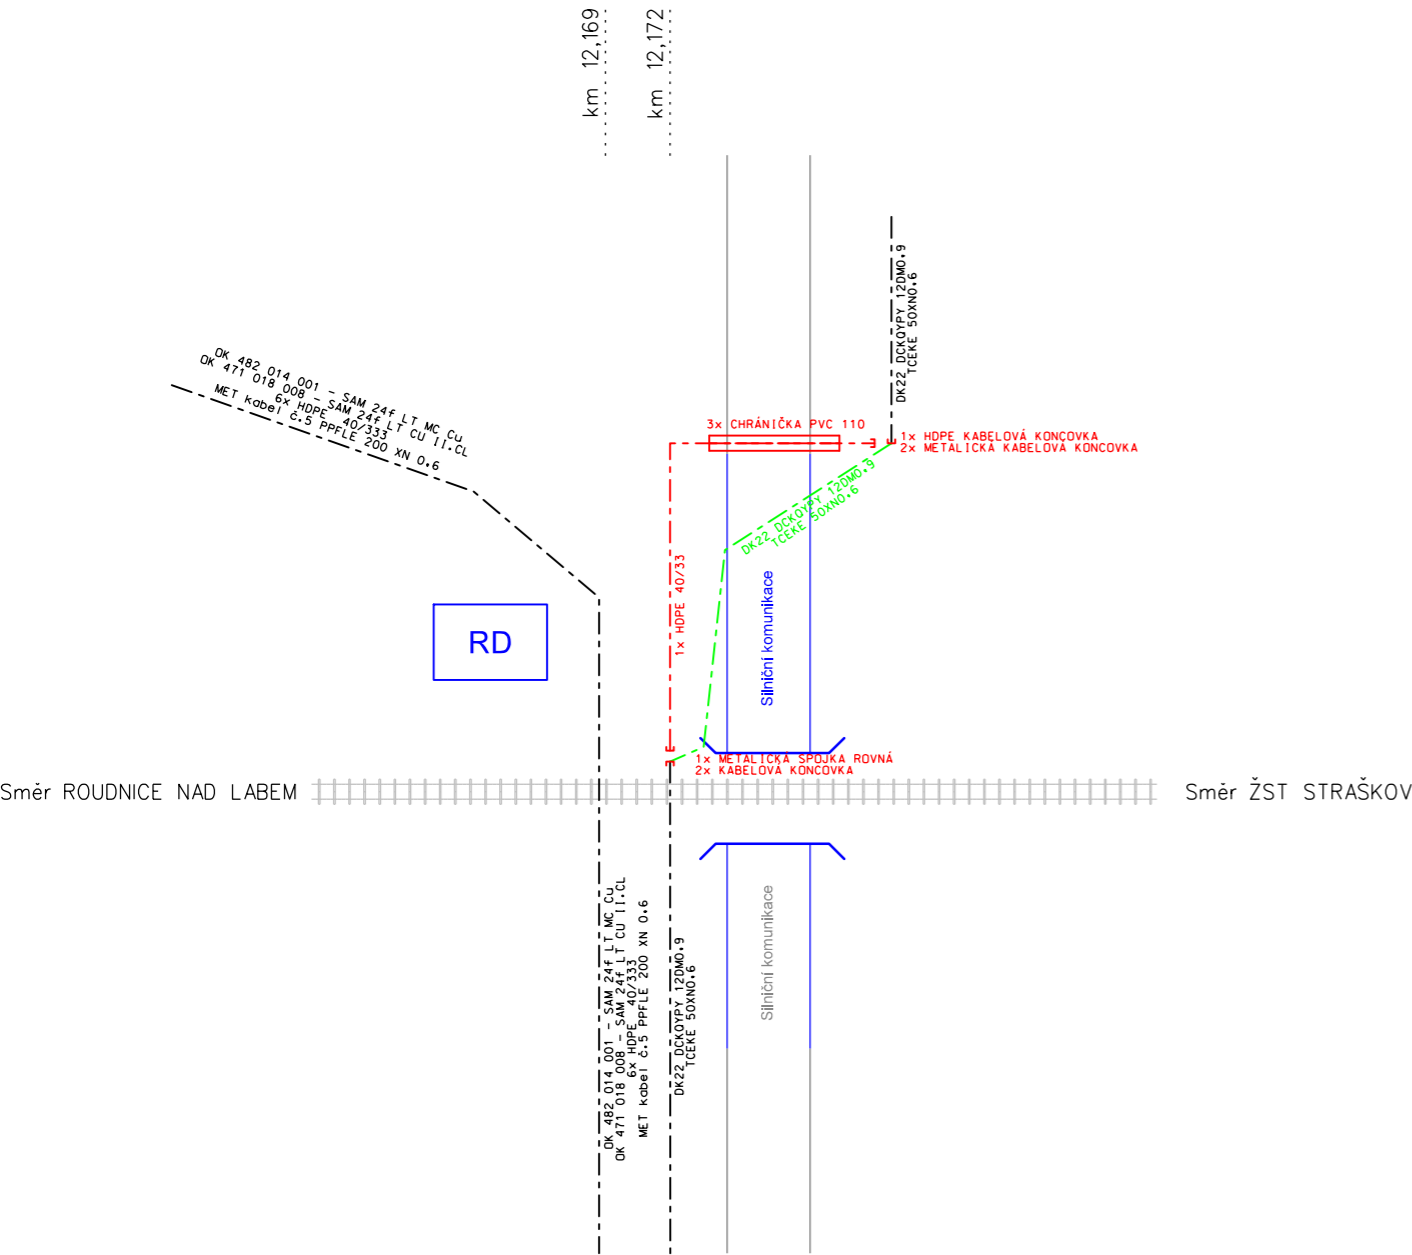 km 12,169
km 12,172
DK22 DCKQYPY 12DM0.9
TCEKE 50XN0.6
OK 482 014 001 - SAM 24f LT MC Cu
OK 471 018 008 - SAM 24f LT CU II.CL
6x HDPE 40/333
MET kabel č.5 PPFLE 200 XN 0.6
3x CHRÁNIČKA PVC 110
1x HDPE KABELOVÁ KONCOVKA
2x METALICKÁ KABELOVÁ KONCOVKA
DK22 DCKQYPY 12DM0.9
TCEKE 50XN0.6
1x HDPE 40/33
Silniční komunikace
RD
1x METALICKÁ SPOJKA ROVNÁ
2x KABELOVÁ KONCOVKA
Směr ROUDNICE NAD LABEM
Směr ŽST STRAŠKOV
OK 482 014 001 - SAM 24f LT MC Cu
OK 471 018 008 - SAM 24f LT CU II.CL
6x HDPE 40/333
MET kabel č.5 PPFLE 200 XN 0.6
DK22 DCKQYPY 12DM0.9
TCEKE 50XN0.6
Silniční komunikace